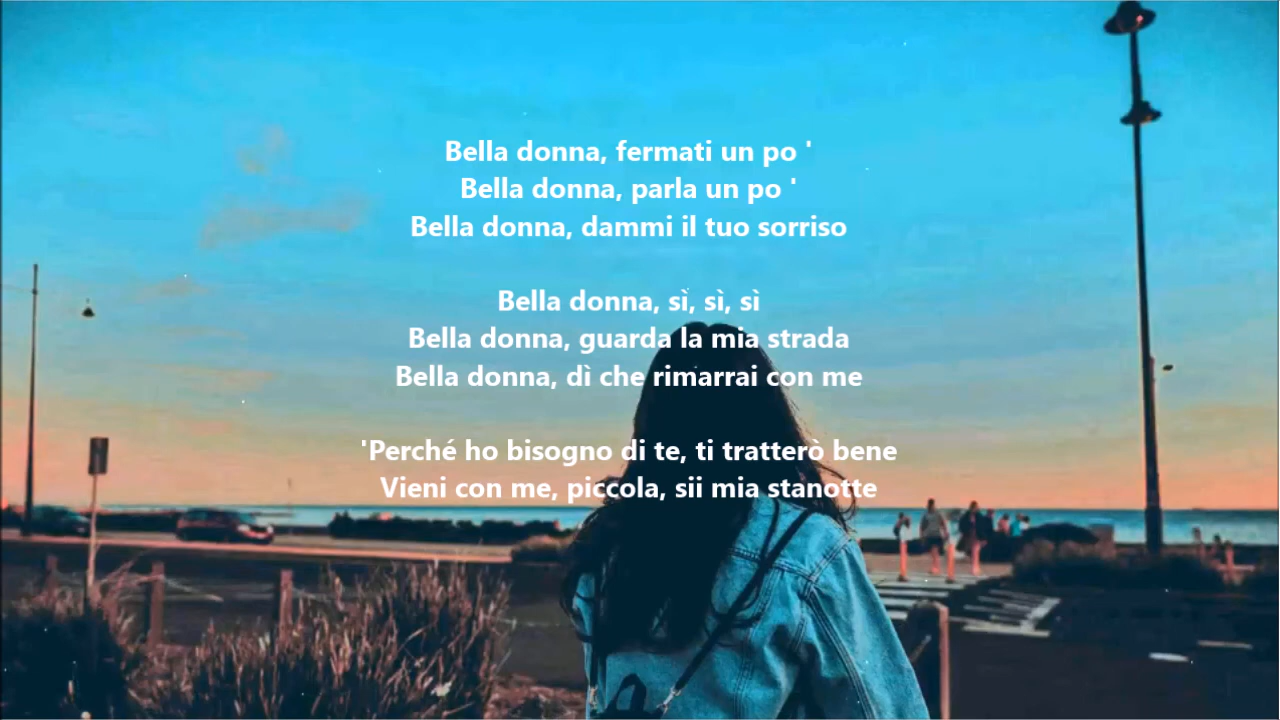 Bella donna, fermati un po '
Bella donna, parla un po '
Bella donna, dammi il tuo sorriso
Bella donna, sì, sì, sì
Bella donna, guarda la mia strada
Bella donna, dì che rimarrai con me
'Perché ho bisogno di te, ti tratterò bene
Vieni con me, piccola, sii mia stanotte